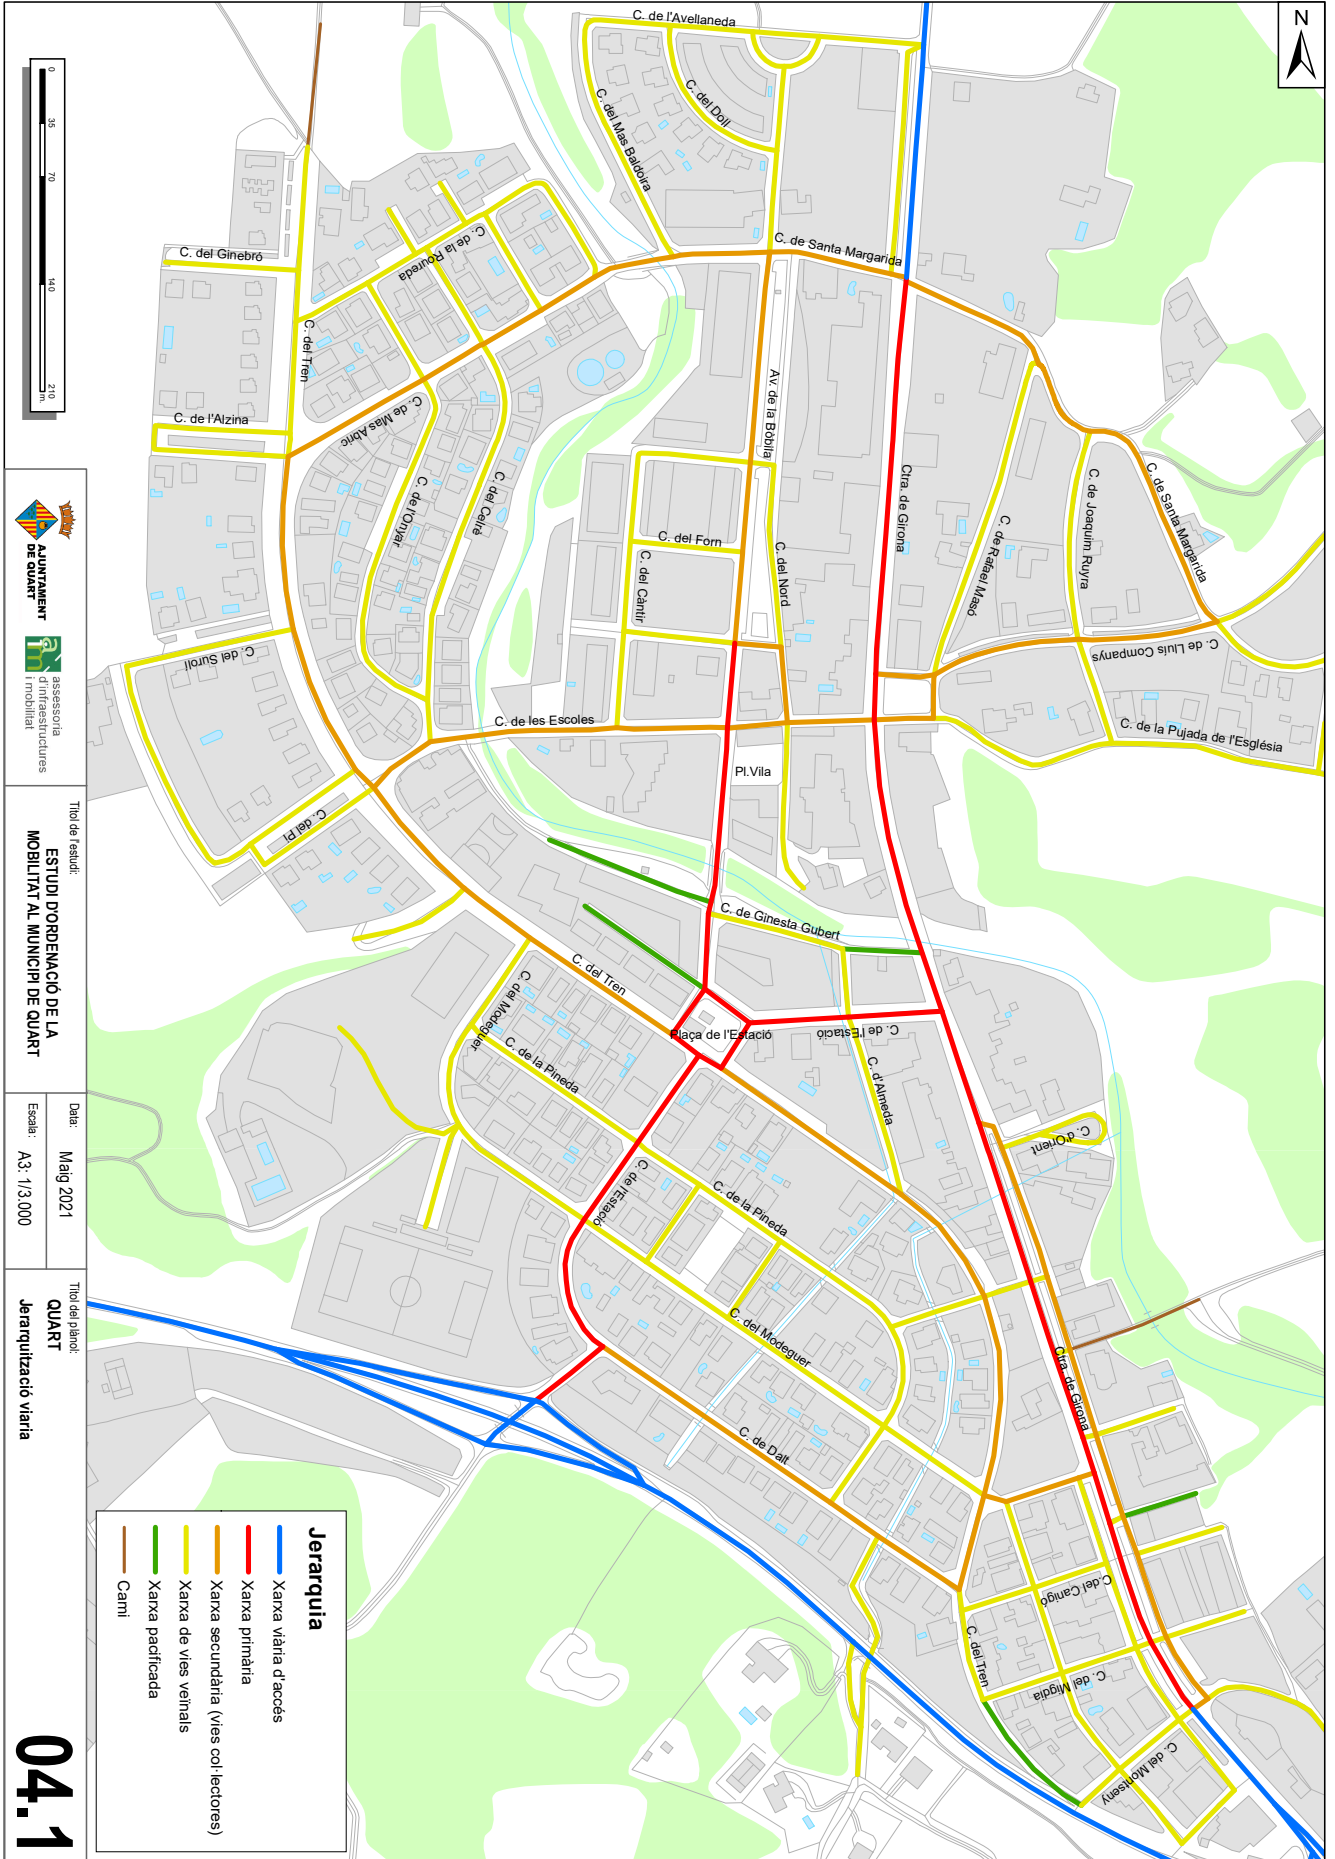 N
C. de l'Avellaneda
C. del Doll
C. del Mas Baldoira
C. de Santa Margarida
C. del Ginebró
C. de la Roureda
C. del Tren
C. de l'Alzina
C. de Mas Abric
C. de l'Onyar
C. del Celrè
Av. de la Bòbila
C. del Forn
C. del Càntir
C. del Nord
Ctra. de Girona
C. de Rafael Masó
C. de Joaquim Ruyra
C. de Santa Margarida
C. de Lluís Companys
C. de la Pujada de l'Església
C. del Suroll
C. de les Escoles
Pl.Vila
C. del Pi
C. de Ginesta Gubert
C. del Tren
Plaça de l'Estació
C. de l'Estació
C. del Modeguer
C. de la Pineda
C. d'Almeda
C. d'Orient
C. de l'Estació
C. de la Pineda
C. del Modeguer
Ctra. de Girona
C. de Dalt
C.del Canigó
C. del Tren
C. del Migdia
C. del Montseny
0 35 70 140 210
m.
AJUNTAMENT
DE QUART
assessoria
d'infraestructures
i mobilitat
Títol de l'estudi:
ESTUDI D'ORDENACIÓ DE LA
MOBILITAT AL MUNICIPI DE QUART
Data:
Maig 2021
Escala:
A3: 1/3.000
Títol del plànol:
QUART
Jerarquització viaria
04.1
Jerarquia
Xarxa viària d'accés
Xarxa primària
Xarxa secundària (vies col·lectores)
Xarxa de vies veïnals
Xarxa pacificada
Camí